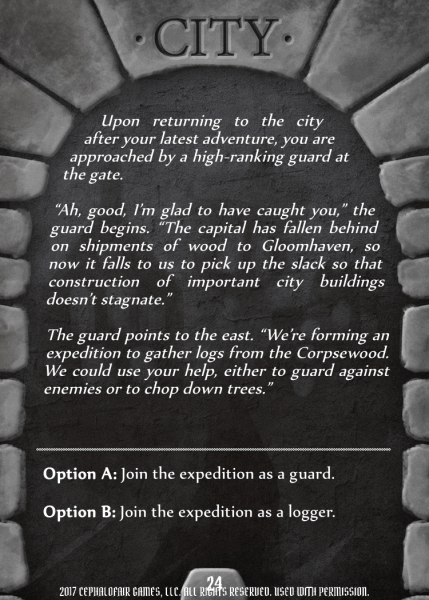 · CITY ·
Upon returning to the city
after your latest adventure, you are
approached by a high-ranking guard at
the gate.
“Ah, good, I’m glad to have caught you,” the
guard begins. “The capital has fallen behind
on shipments of wood to Gloomhaven, so
now it falls to us to pick up the slack so that
construction of important city buildings
doesn’t stagnate.”
The guard points to the east. “We’re forming an
expedition to gather logs from the Corpsewood.
We could use your help, either to guard against
enemies or to chop down trees.”
Option A: Join the expedition as a guard.
Option B: Join the expedition as a logger.
24
2017 CEPHALOFAIR GAMES, LLC. ALL RIGHTS RESERVED. USED WITH PERMISSION.